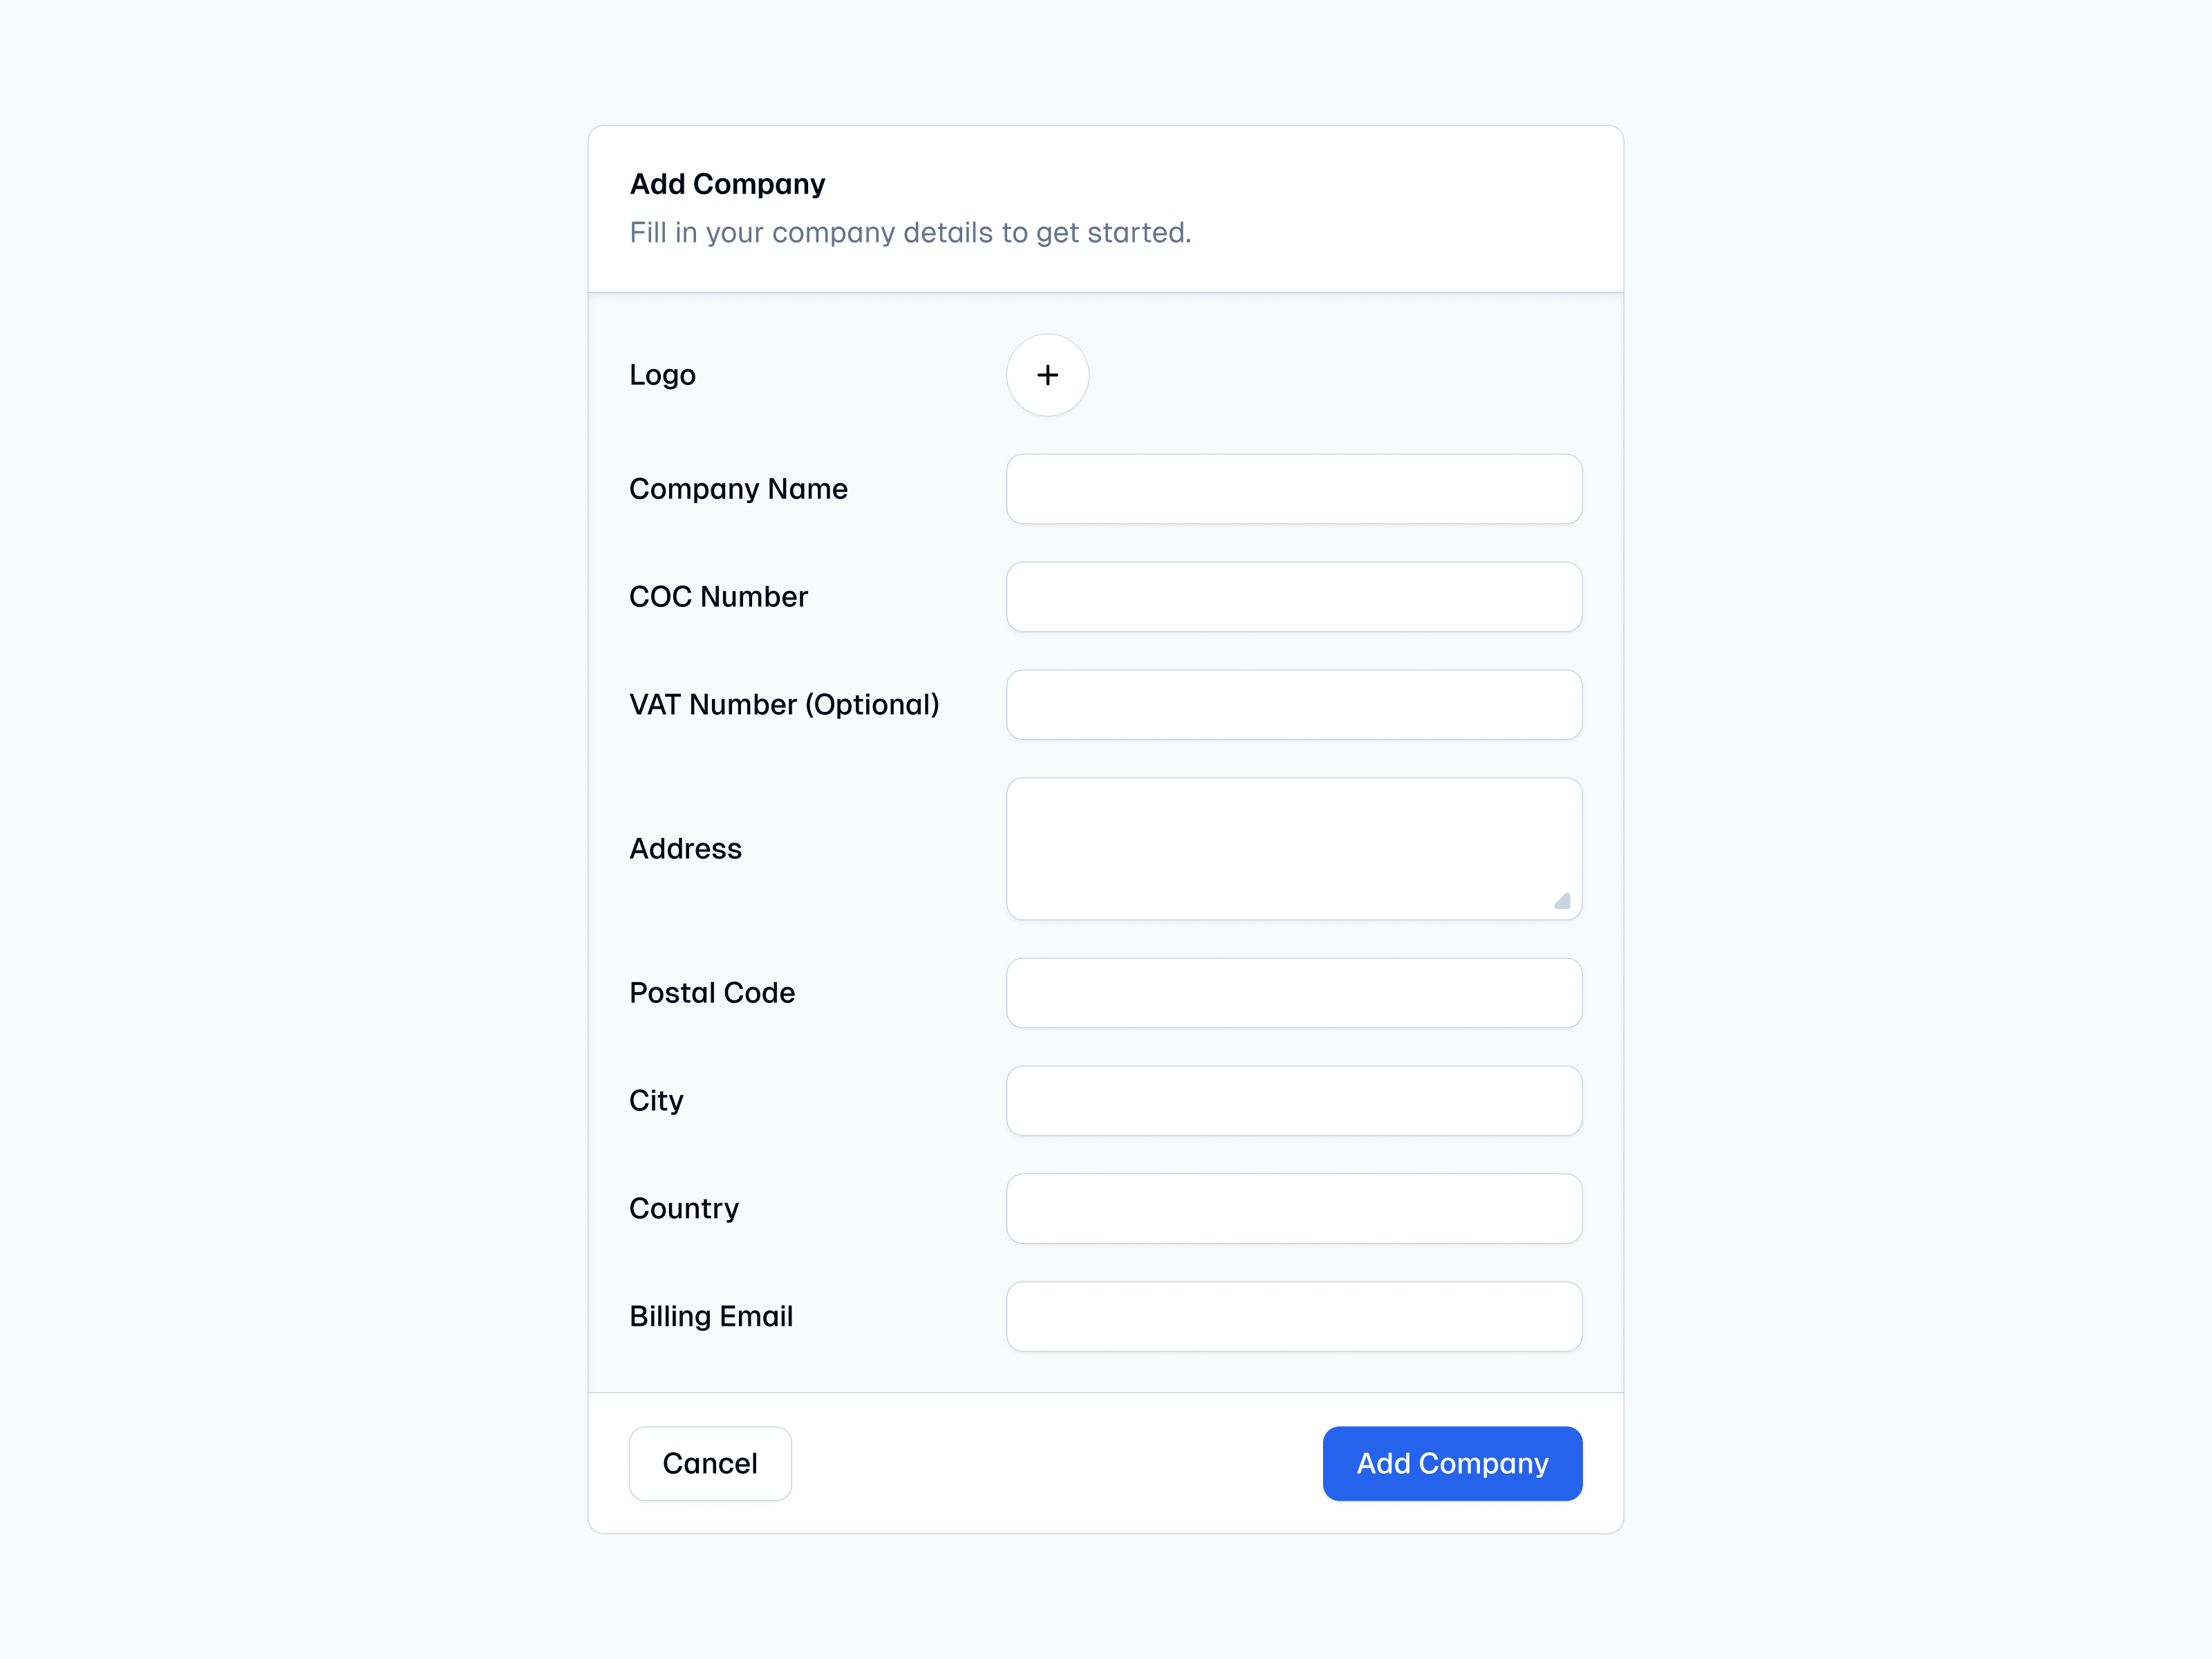 Add Company
Fill in your company details to get started.
Logo
Company Name
COC Number
VAT Number (Optional)
Address
Postal Code
City
Country
Billing Email
Cancel
Add Company